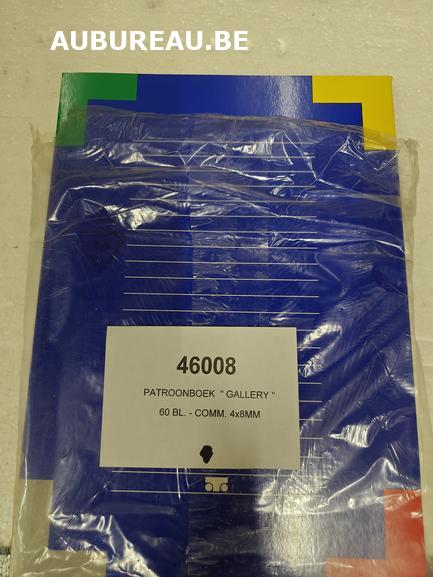 AUBUREAU.BE
46008
PATROONBOEK " GALLERY "
60 BL. - COMM. 4x8MM